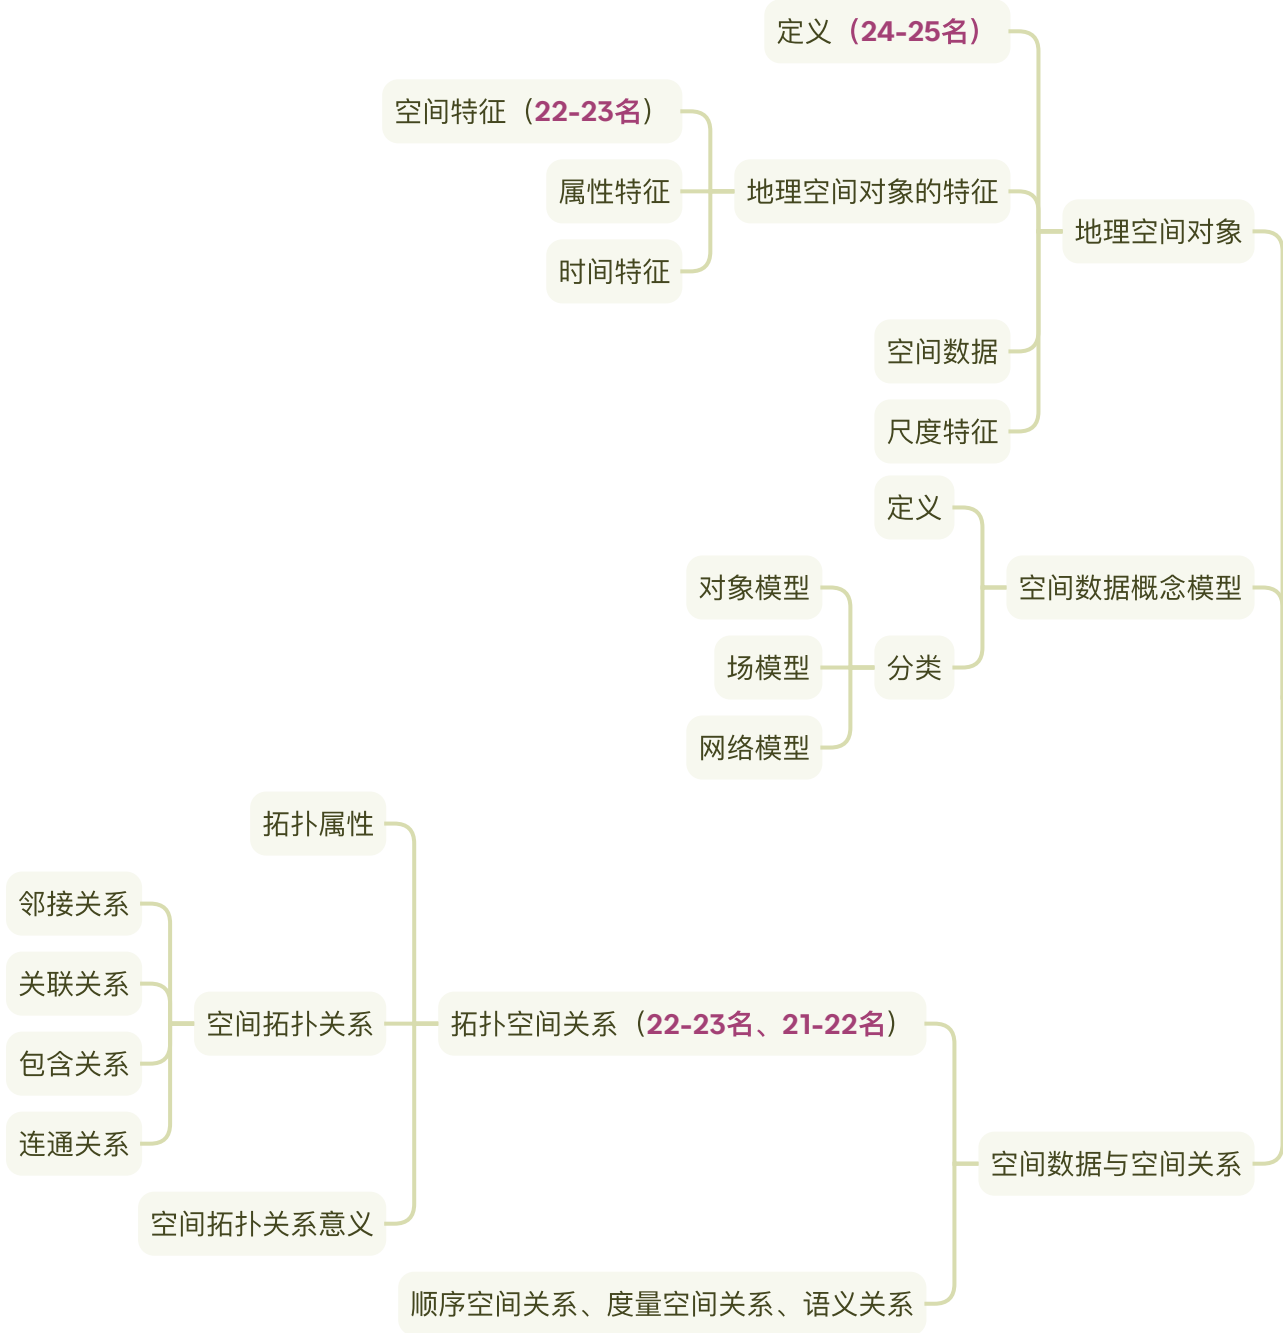 定义（24-25名）
空间特征（22-23名）
属性特征
地理空间对象的特征
时间特征
地理空间对象
空间数据
尺度特征
定义
对象模型
空间数据概念模型
场模型
分类
网络模型
拓扑属性
邻接关系
关联关系
空间拓扑关系
拓扑空间关系（22-23名、21-22名）
包含关系
连通关系
空间数据与空间关系
空间拓扑关系意义
顺序空间关系、度量空间关系、语义关系